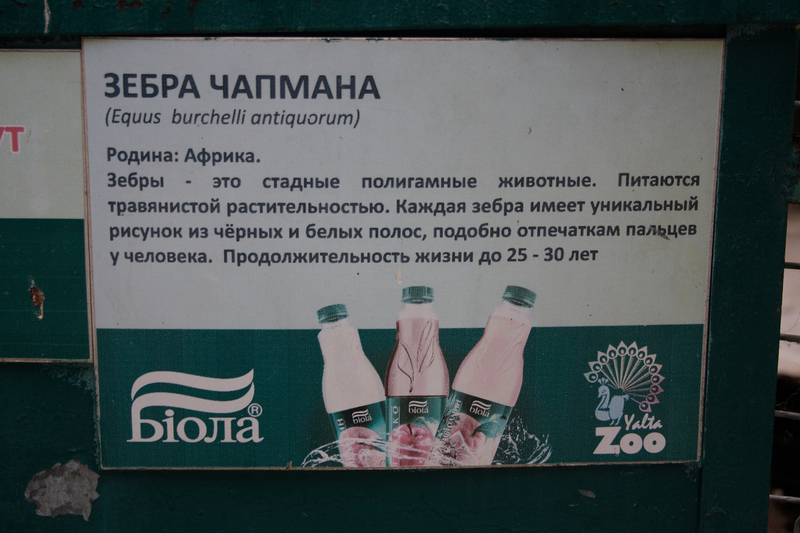 УТ
ЗЕБРА ЧАПМАНА
(Equus burchelli antiquorum)
Родина: Африка.
Зебры - это стадные полигамные животные. Питаются
травянистой растительностью. Каждая зебра имеет уникальный
рисунок из чёрных и белых полос, подобно отпечаткам пальцев
у человека. Продолжительность жизни до 25 - 30 лет
Біола®
біола
біола
біола
Yalta
ZOO